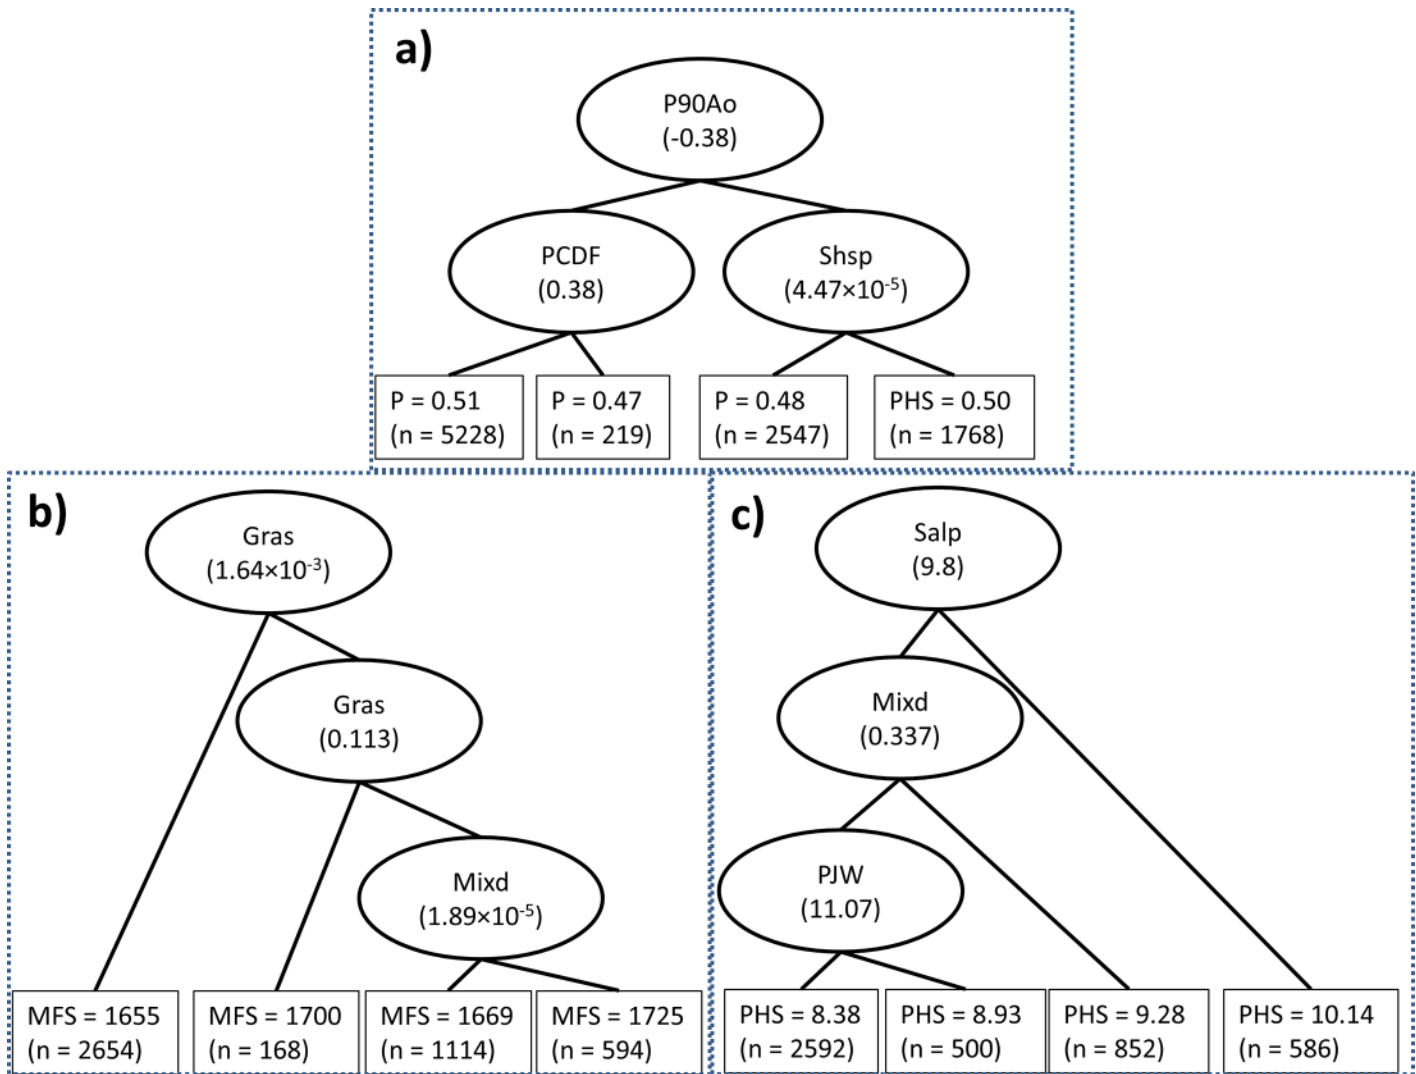 a)
P90Ao
(-0.38)
PCDF
(0.38)
Shsp
(4.47×10⁻⁵)
P = 0.51
(n = 5228)
P = 0.47
(n = 219)
P = 0.48
(n = 2547)
PHS = 0.50
(n = 1768)
b)
Gras
(1.64×10⁻³)
Gras
(0.113)
Mixd
(1.89×10⁻⁵)
MFS = 1655
(n = 2654)
MFS = 1700
(n = 168)
MFS = 1669
(n = 1114)
MFS = 1725
(n = 594)
c)
Salp
(9.8)
Mixd
(0.337)
PJW
(11.07)
PHS = 8.38
(n = 2592)
PHS = 8.93
(n = 500)
PHS = 9.28
(n = 852)
PHS = 10.14
(n = 586)